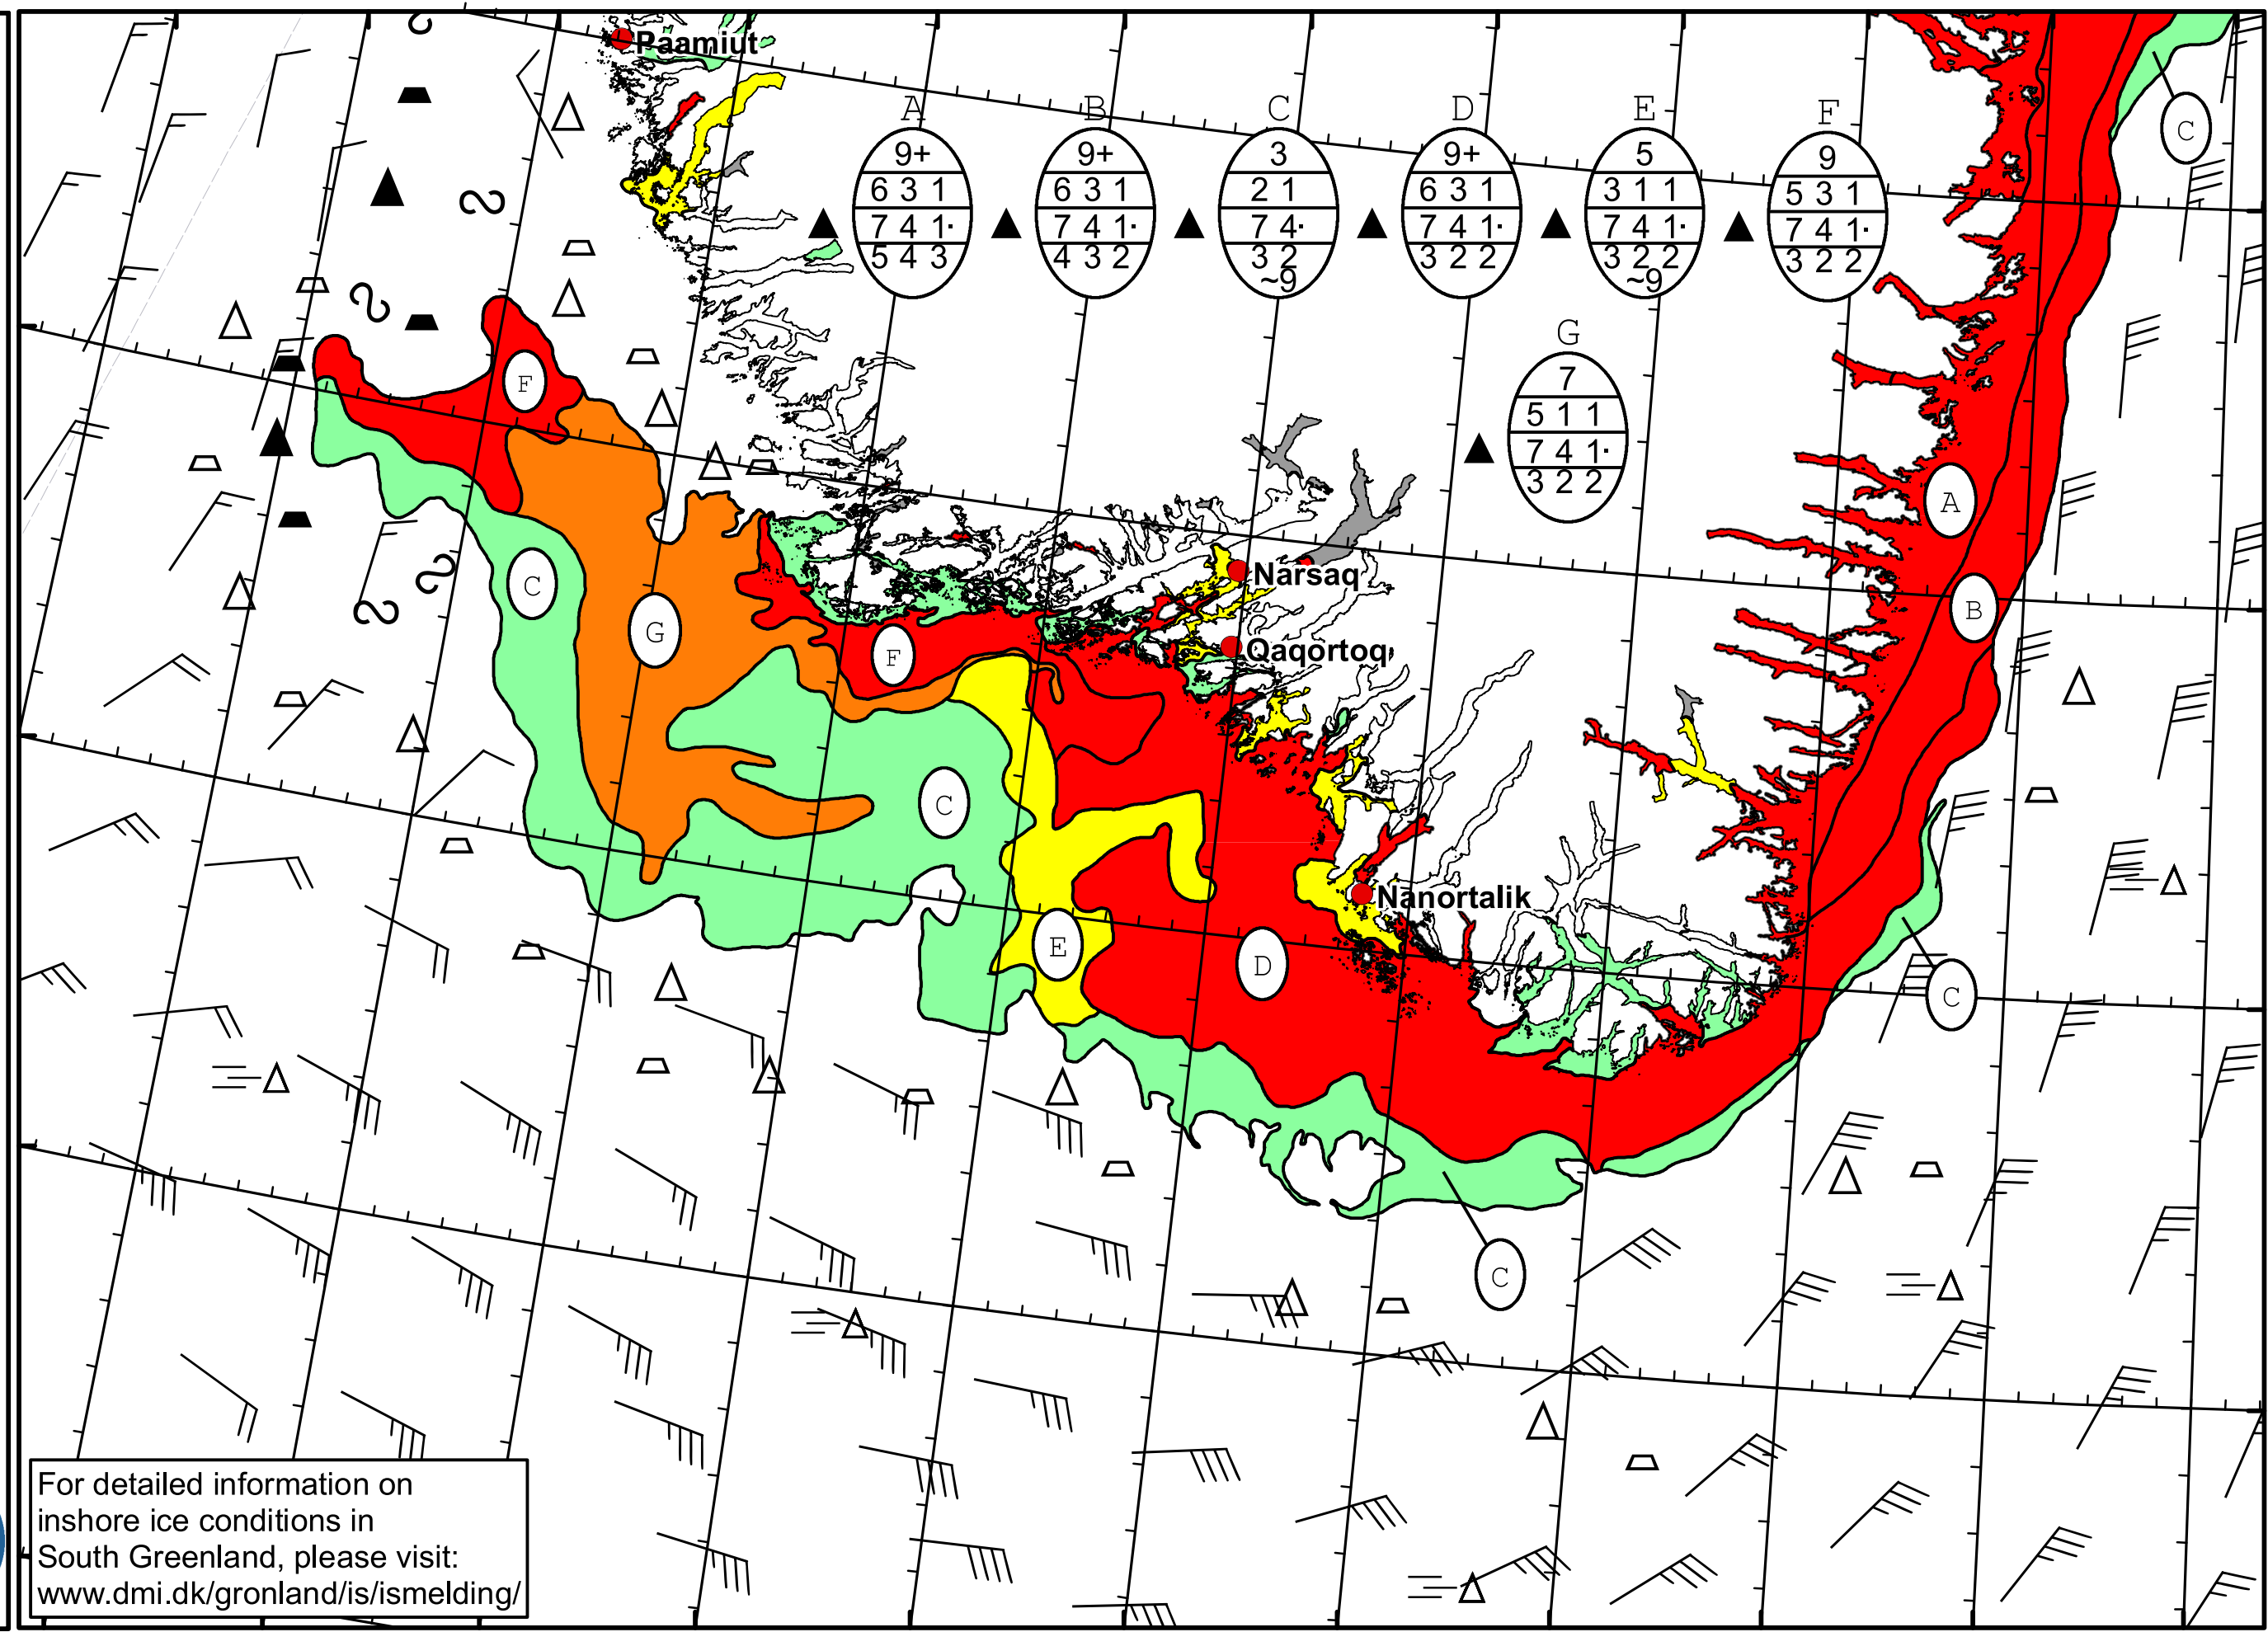 Paamiut
A B C D E F
9+ 9+ 3 9+ 5 9
6 3 1 6 3 1 2 1 6 3 1 3 1 1 5 3 1
7 4 1· 7 4 1· 7 4· 7 4 1· 7 4 1· 7 4 1·
5 4 3 4 3 2 3 2 3 2 2 3 2 2 3 2 2
~9 ~9
C
G
7
5 1 1
7 4 1·
3 2 2
F
A
Narsaq
C
B
G
F
Qaqortoq
C
Nanortalik
E
D
C
C
For detailed information on
inshore ice conditions in
South Greenland, please visit:
www.dmi.dk/gronland/is/ismelding/